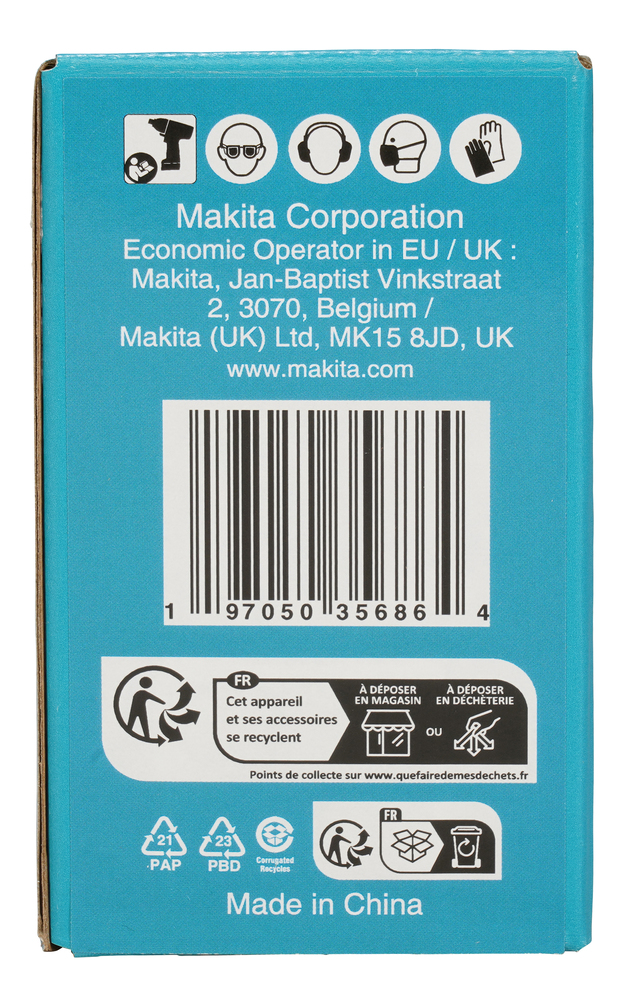 Makita Corporation
Economic Operator in EU / UK :
Makita, Jan-Baptist Vinkstraat
2, 3070, Belgium /
Makita (UK) Ltd, MK15 8JD, UK
www.makita.com
1 97050 35686 4
FR
Cet appareil
et ses accessoires
se recyclent
À DÉPOSER
EN MAGASIN
OU
À DÉPOSER
EN DÉCHÈTERIE
Points de collecte sur www.quefairedemesdechets.fr
21
PAP
23
PBD
Corrugated
Recycles
FR
Made in China